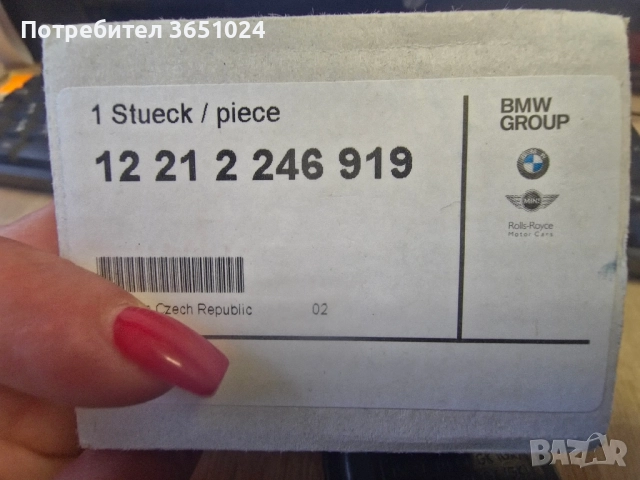 Потребител 3651024
1 Stueck / piece
12 21 2 246 919
Czech Republic 02
BMW
GROUP
MINI
Rolls-Royce
Motor Cars
BAZAR